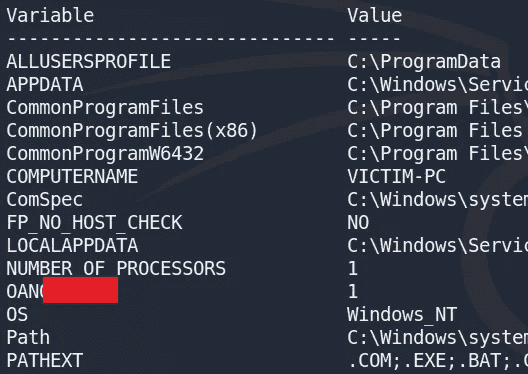 Variable Value
------------------------------ -----
ALLUSERSPROFILE C:\ProgramData
APPDATA C:\Windows\Servic
CommonProgramFiles C:\Program Files\
CommonProgramFiles(x86) C:\Program Files
CommonProgramW6432 C:\Program Files\
COMPUTERNAME VICTIM-PC
ComSpec C:\Windows\system
FP_NO_HOST_CHECK NO
LOCALAPPDATA C:\Windows\Servic
NUMBER_OF_PROCESSORS 1
OANO 1
OS Windows_NT
Path C:\Windows\system
PATHEXT .COM;.EXE;.BAT;.C